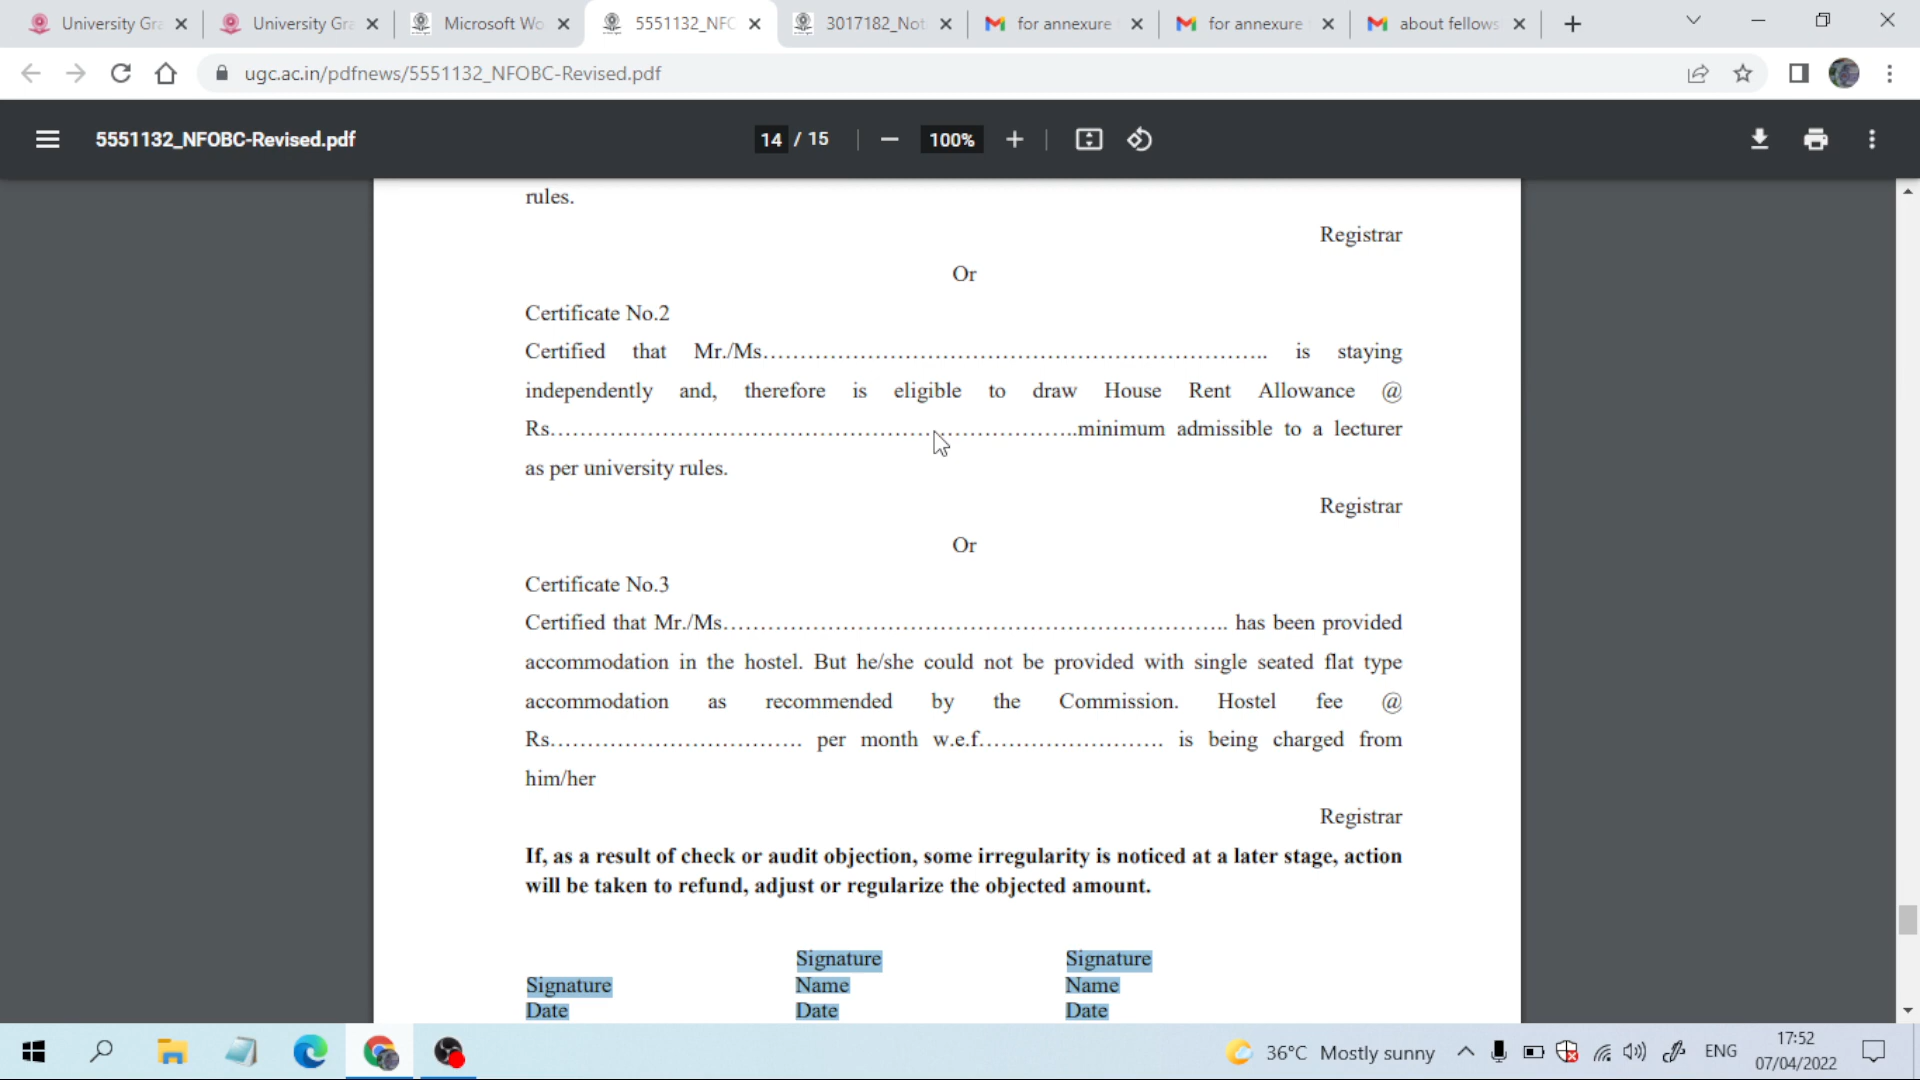 University Gra
University Gra
Microsoft Wo
5551132_NFO
3017182_Not
for annexure
for annexure
about fellows
ugc.ac.in/pdfnews/5551132_NFOBC-Revised.pdf
5551132_NFOBC-Revised.pdf
14 / 15
100%
rules.
Registrar
Or
Certificate No.2
Certified that Mr./Ms………………………………………………………….. is staying
independently and, therefore is eligible to draw House Rent Allowance @
Rs……………………………………………………………..minimum admissible to a lecturer
as per university rules.
Registrar
Or
Certificate No.3
Certified that Mr./Ms………………………………………………………….. has been provided
accommodation in the hostel. But he/she could not be provided with single seated flat type
accommodation as recommended by the Commission. Hostel fee @
Rs……………………………. per month w.e.f……………………. is being charged from
him/her
Registrar
If, as a result of check or audit objection, some irregularity is noticed at a later stage, action
will be taken to refund, adjust or regularize the objected amount.
Signature Signature
Signature Name Name
Date Date Date
36°C Mostly sunny
ENG
17:52
07/04/2022